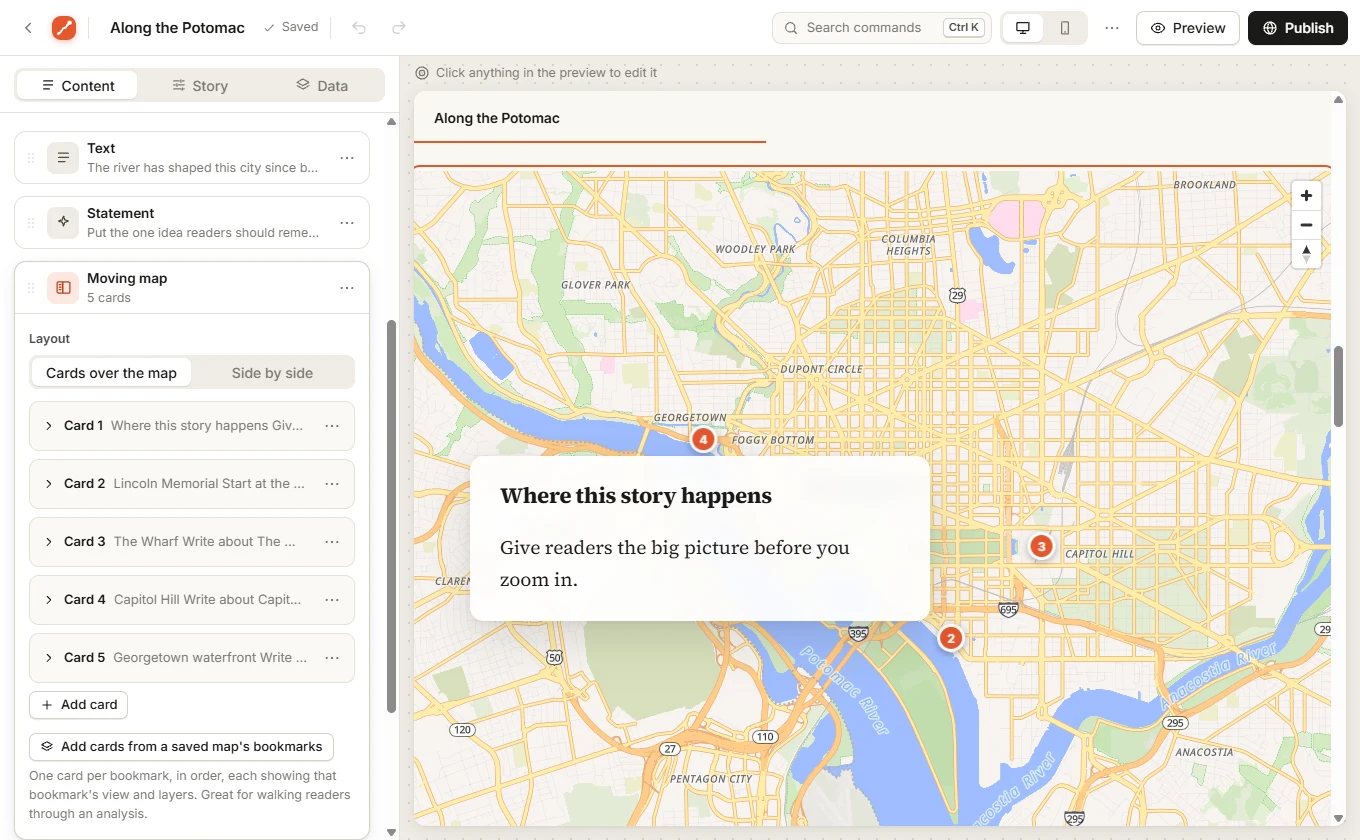 Along the Potomac
Saved
Search commands
Ctrl K
Preview
Publish
Content
Story
Data
Click anything in the preview to edit it
Text
The river has shaped this city since b...
Statement
Put the one idea readers should reme...
Moving map
5 cards
Layout
Cards over the map
Side by side
Card 1 Where this story happens Giv...
Card 2 Lincoln Memorial Start at the ...
Card 3 The Wharf Write about The ...
Card 4 Capitol Hill Write about Capit...
Card 5 Georgetown waterfront Write ...
Add card
Add cards from a saved map's bookmarks
One card per bookmark, in order, each showing that
bookmark's view and layers. Great for walking readers
through an analysis.
Along the Potomac
BROOKLAND
COLUMBIA
HEIGHTS
WOODLEY PARK
GLOVER PARK
29
DUPONT CIRCLE
GEORGETOWN
4
FOGGY BOTTOM
Where this story happens
Give readers the big picture before you
zoom in.
3
CAPITOL HILL
CLAREN
695
395
2
29
50
Potomac River
Anacostia River
120
27
110
295
ANACOSTIA
PENTAGON CITY
acostia River
295